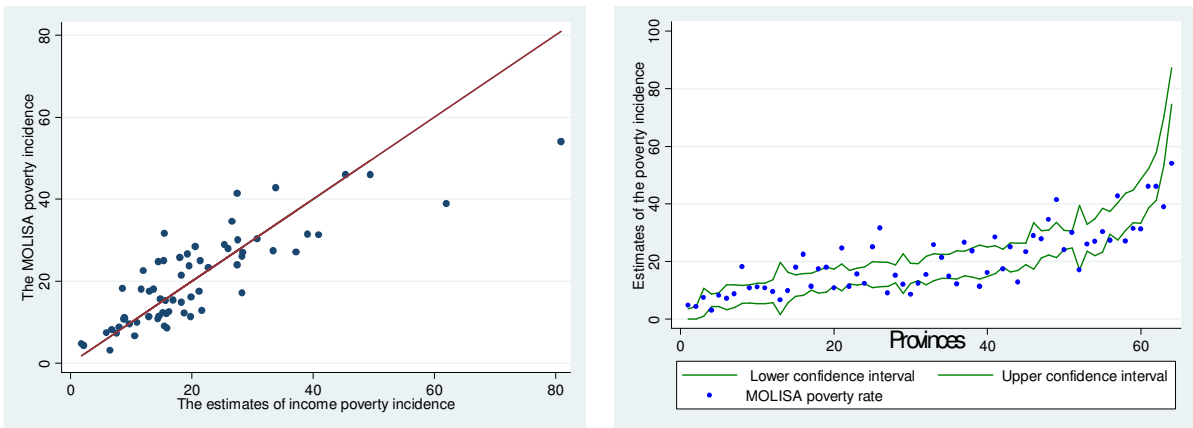 The MOLISA poverty incidence
80
60
40
20
0
0 20 40 60 80
The estimates of income poverty incidence
Estimates of the poverty incidence
100
80
60
40
20
0
0 20 40 60
Provinces
Lower confidence interval Upper confidence interval
MOLISA poverty rate